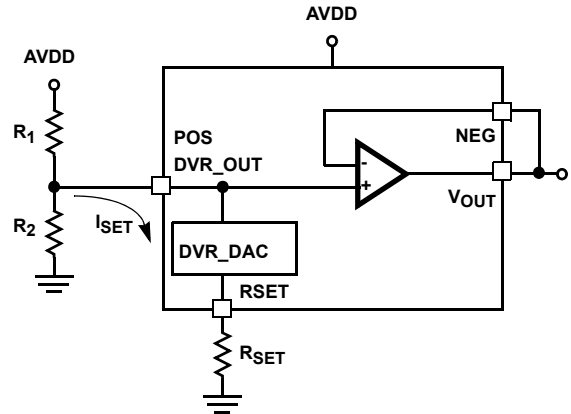 AVDD
AVDD
R1
POS
DVR_OUT
NEG
-
+
VOUT
R2
ISET
DVR_DAC
RSET
RSET